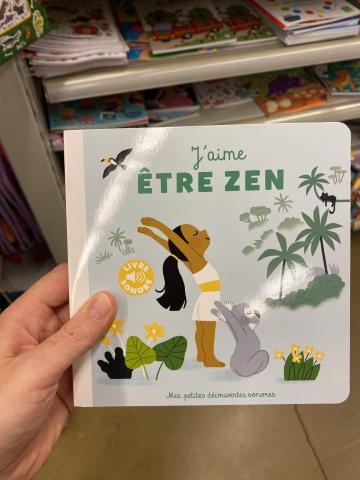 J'aime
ÊTRE ZEN
LIVRE
SONORE
Mes petites découvertes sonores